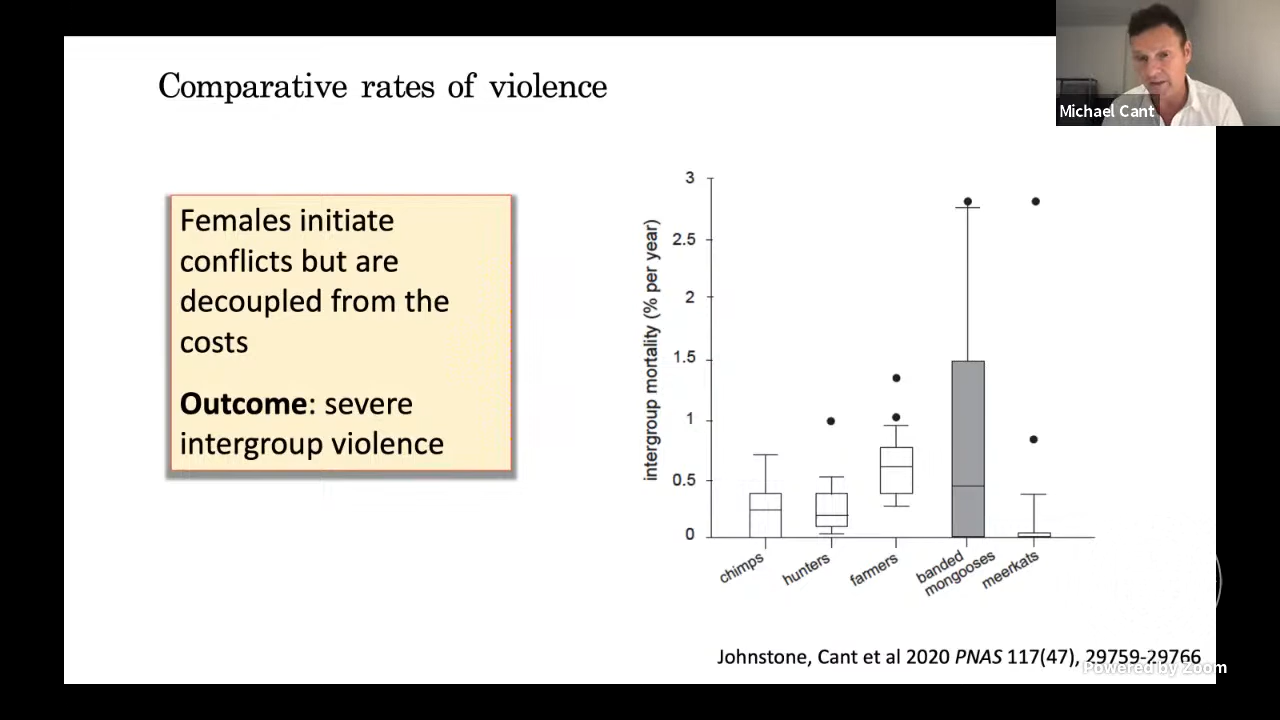 Comparative rates of violence
Michael Cant
Females initiate
conflicts but are
decoupled from the
costs
Outcome: severe
intergroup violence
intergroup mortality (% per year)
3
2.5
2
1.5
1
0.5
0
chimps
hunters
farmers
banded
mongooses
meerkats
Johnstone, Cant et al 2020 PNAS 117(47), 29759-29766
Powered by Zoom